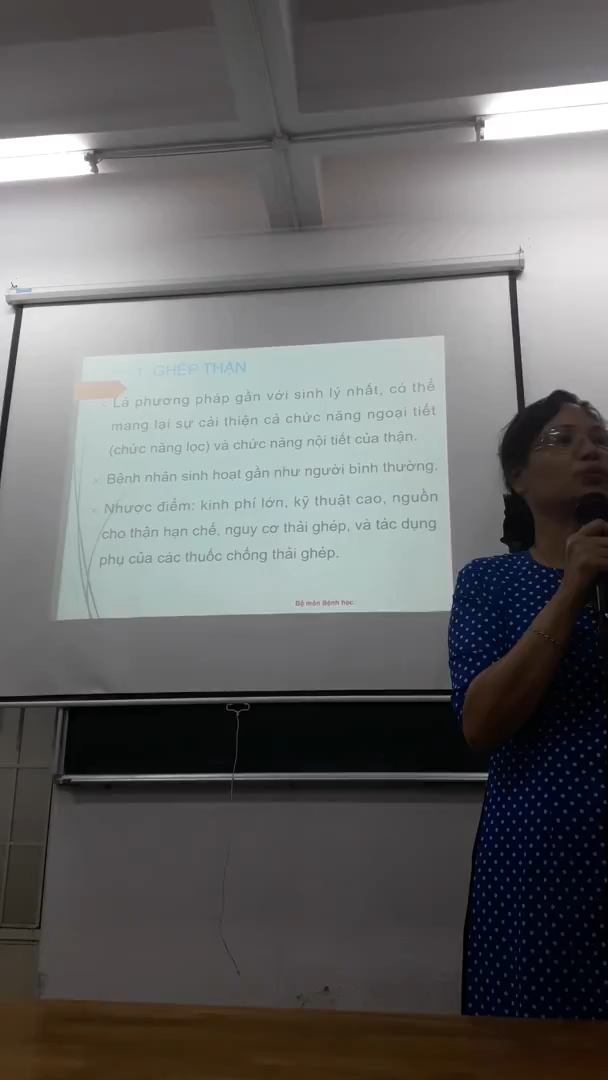 1. GHÉP THẬN
Là phương pháp gần với sinh lý nhất, có thể
mang lại sự cải thiện cả chức năng ngoại tiết
(chức năng lọc) và chức năng nội tiết của thận.
Bệnh nhân sinh hoạt gần như người bình thường.
Nhược điểm: kinh phí lớn, kỹ thuật cao, nguồn
cho thận hạn chế, nguy cơ thải ghép, và tác dụng
phụ của các thuốc chống thải ghép.
Bộ môn Bệnh học